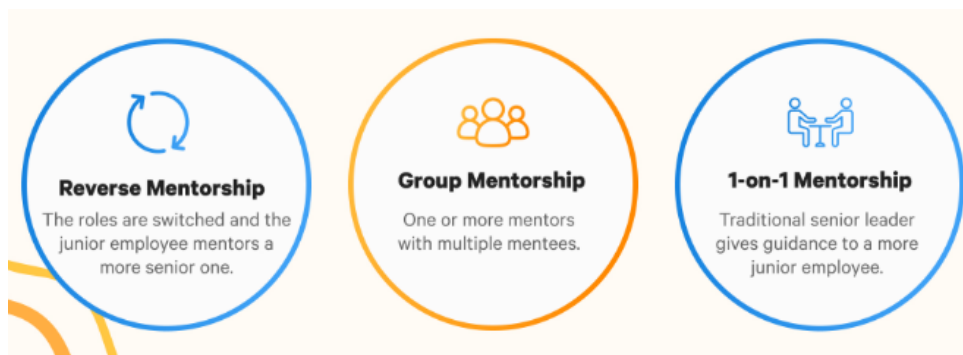 Reverse Mentorship
The roles are switched and the
junior employee mentors a
more senior one.
Group Mentorship
One or more mentors
with multiple mentees.
1-on-1 Mentorship
Traditional senior leader
gives guidance to a more
junior employee.